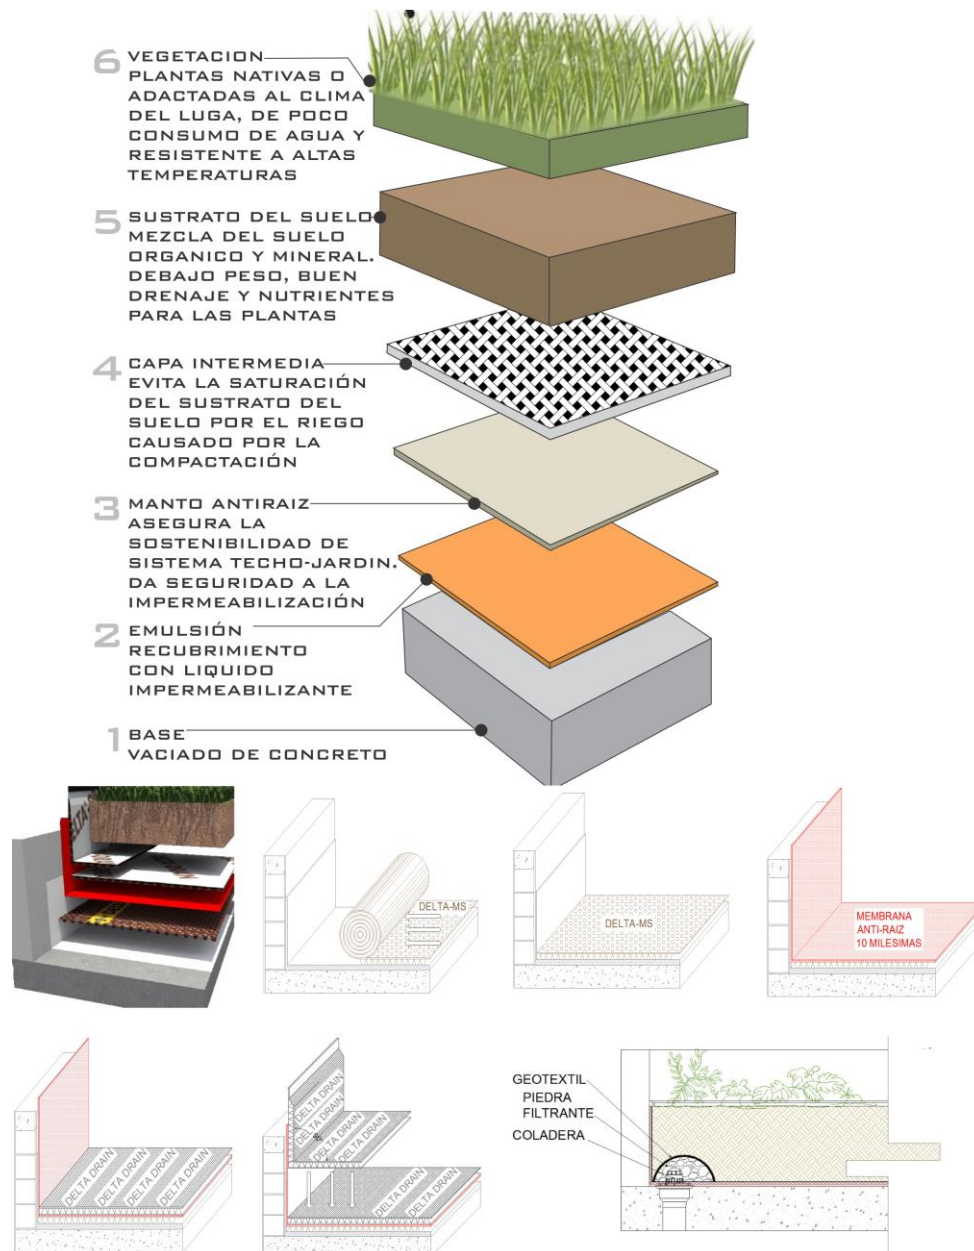 6 VEGETACION
PLANTAS NATIVAS O
ADACTADAS AL CLIMA
DEL LUGA, DE POCO
CONSUMO DE AGUA Y
RESISTENTE A ALTAS
TEMPERATURAS
5 SUSTRATO DEL SUELO
MEZCLA DEL SUELO
ORGANICO Y MINERAL.
DEBAJO PESO, BUEN
DRENAJE Y NUTRIENTES
PARA LAS PLANTAS
4 CAPA INTERMEDIA
EVITA LA SATURACIÓN
DEL SUSTRATO DEL
SUELO POR EL RIEGO
CAUSADO POR LA
COMPACTACIÓN
3 MANTO ANTIRAIZ
ASEGURA LA
SOSTENIBILIDAD DE
SISTEMA TECHO-JARDIN.
DA SEGURIDAD A LA
IMPERMEABILIZACIÓN
2 EMULSIÓN
RECUBRIMIENTO
CON LIQUIDO
IMPERMEABILIZANTE
1 BASE
VACIADO DE CONCRETO
DELTA-MS
DELTA-MS
MEMBRANA
ANTI-RAIZ
10 MILESIMAS
DELTA DRAIN
DELTA DRAIN
DELTA DRAIN
DELTA DRAIN
DELTA DRAIN
DELTA DRAIN
DELTA DRAIN
DELTA DRAIN
DELTA DRAIN
DELTA DRAIN
GEOTEXTIL
PIEDRA
FILTRANTE
COLADERA